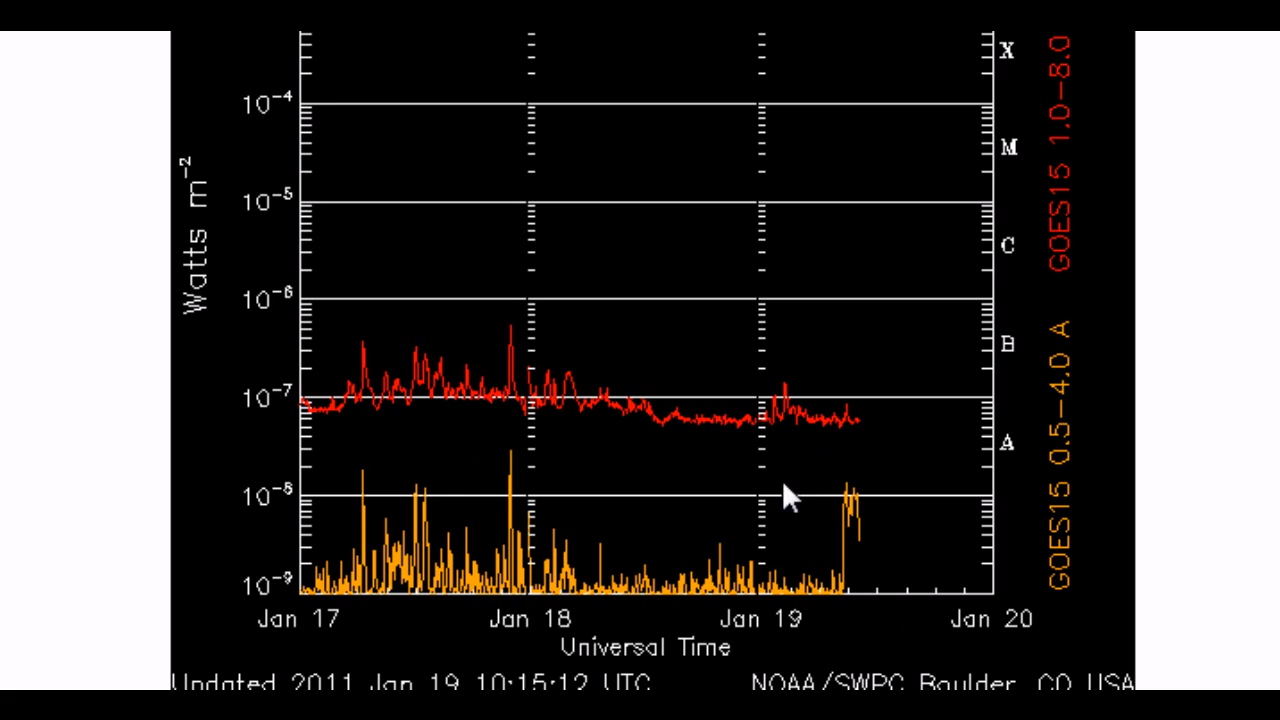 X
10⁻⁴
M
10⁻⁵
C
10⁻⁶
B
10⁻⁷
A
10⁻⁸
10⁻⁹
Watts m⁻²
GOES15 1.0-8.0
GOES15 0.5-4.0 A
Jan 17 Jan 18 Jan 19 Jan 20
Universal Time
Updated 2011 Jan 19 10:15:12 UTC NOAA/SWPC Boulder, CO USA